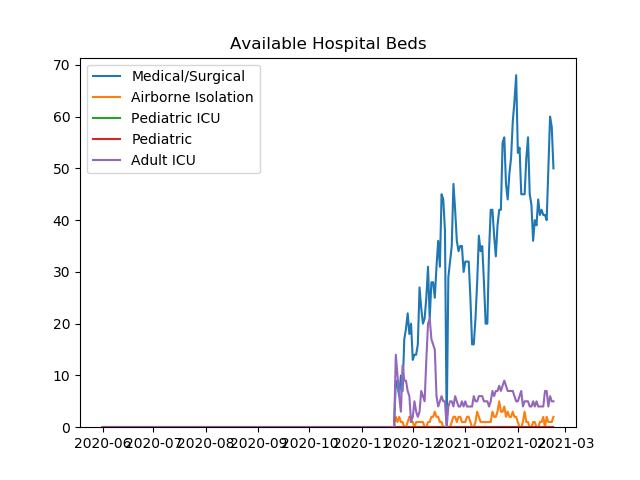 Available Hospital Beds
70
60
50
40
30
20
10
0
Medical/Surgical
Airborne Isolation
Pediatric ICU
Pediatric
Adult ICU
2020-06 2020-07 2020-08 2020-09 2020-10 2020-11 2020-12 2021-01 2021-02 2021-03